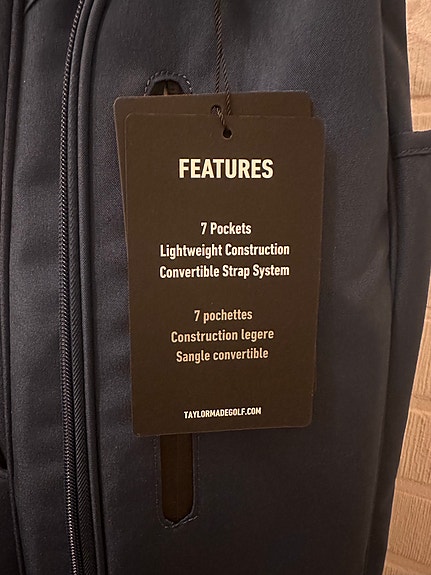 FEATURES
7 Pockets
Lightweight Construction
Convertible Strap System
7 pochettes
Construction legere
Sangle convertible
TAYLORMADEGOLF.COM